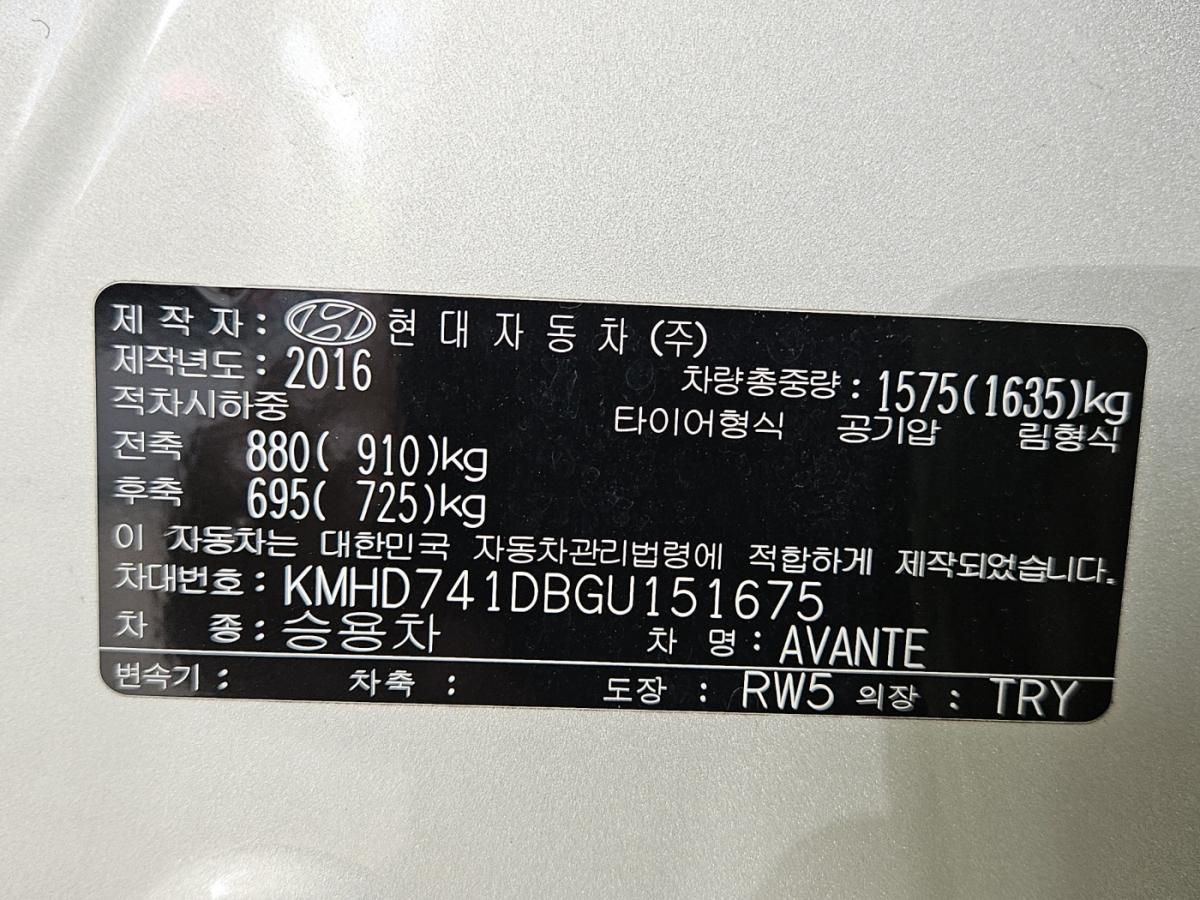 제 작 자 : 현 대 자 동 차 (주)
제작년도 : 2016 차량총중량 : 1575(1635)kg
적차시하중 타이어형식 공기압 림형식
전축 880( 910)kg
후축 695( 725)kg
이 자동차는 대한민국 자동차관리법령에 적합하게 제작되었습니다.
차대번호 : KMHD741DBGU151675
차 종 : 승용차 차 명 : AVANTE
변속기 : 차축 : 도장 : RW5 의장 : TRY